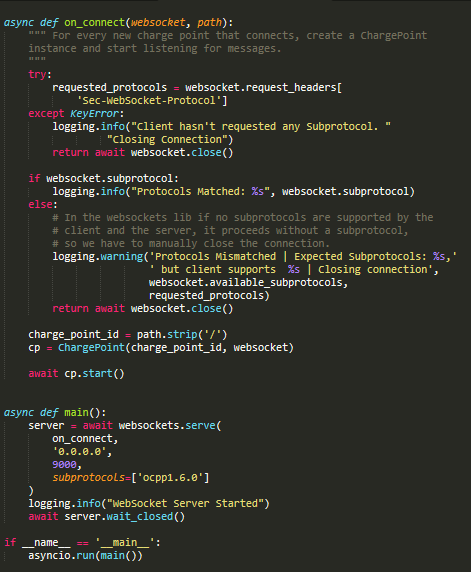 async def on_connect(websocket, path):
    """ For every new charge point that connects, create a ChargePoint
    instance and start listening for messages.
    """
    try:
        requested_protocols = websocket.request_headers[
            'Sec-WebSocket-Protocol']
    except KeyError:
        logging.info("Client hasn't requested any Subprotocol. "
                 "Closing Connection")
        return await websocket.close()

    if websocket.subprotocol:
        logging.info("Protocols Matched: %s", websocket.subprotocol)
    else:
        # In the websockets lib if no subprotocols are supported by the
        # client and the server, it proceeds without a subprotocol,
        # so we have to manually close the connection.
        logging.warning('Protocols Mismatched | Expected Subprotocols: %s,'
                        ' but client supports  %s | Closing connection',
                        websocket.available_subprotocols,
                        requested_protocols)
        return await websocket.close()

    charge_point_id = path.strip('/')
    cp = ChargePoint(charge_point_id, websocket)

    await cp.start()


async def main():
    server = await websockets.serve(
        on_connect,
        '0.0.0.0',
        9000,
        subprotocols=['ocpp1.6.0']
    )
    logging.info("WebSocket Server Started")
    await server.wait_closed()

if __name__ == '__main__':
    asyncio.run(main())